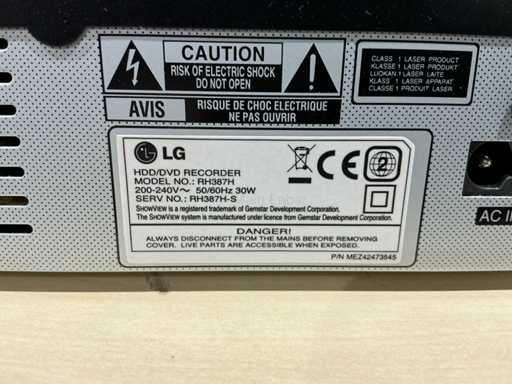 CAUTION
RISK OF ELECTRIC SHOCK
DO NOT OPEN
AVIS
RISQUE DE CHOC ELECTRIQUE
NE PAS OUVRIR
CLASS 1 LASER PRODUCT
KLASSE 1 LASER PRODUKT
LUOKAN 1 LASER LAITE
KLASS 1 LASER APPARAT
CLASSE 1 PRODUIT LASER
LG
HDD/DVD RECORDER
MODEL NO.: RH387H
200-240V~ 50/60Hz 30W
SERV NO.: RH387H-S
2
SHOWVIEW is a registered trademark of Gemstar Development Corporation.
The SHOWVIEW system is manufactured under licence from Gemstar Development Corporation.
DANGER!
ALWAYS DISCONNECT FROM THE MAINS BEFORE REMOVING
COVER. LIVE PARTS ARE ACCESSIBLE WHEN EXPOSED.
P/N MEZ42473645
AC I